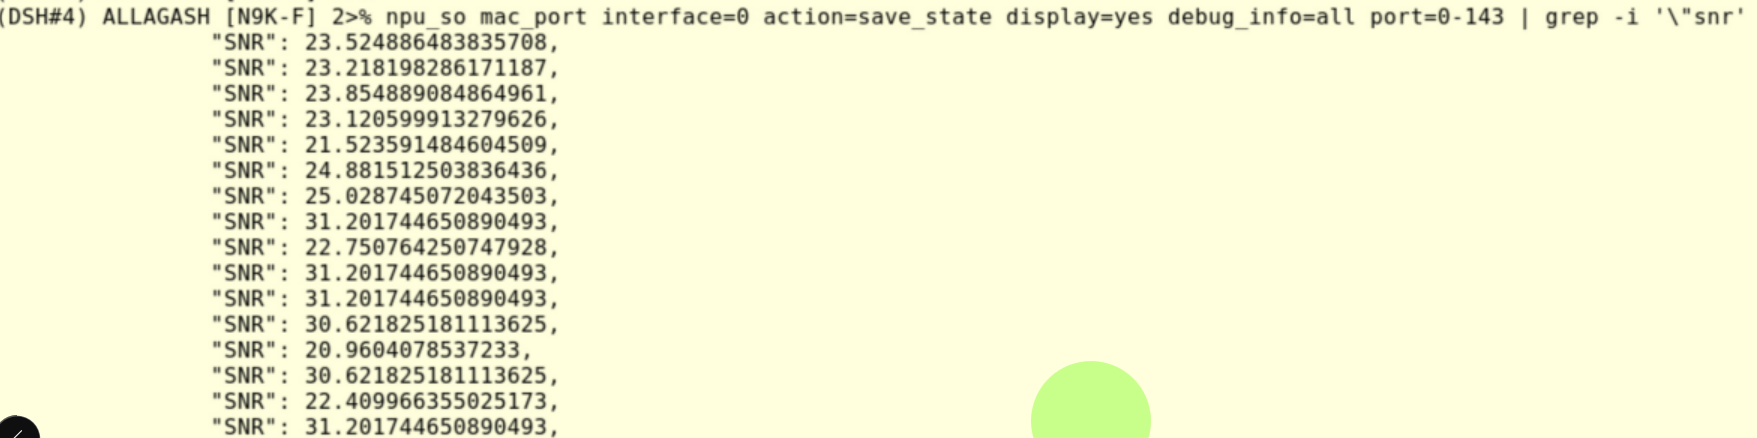 (DSH#4) ALLAGASH [N9K-F] 2>% npu_so mac_port interface=0 action=save_state display=yes debug_info=all port=0-143 | grep -i '\"snr'
"SNR": 23.524886483835708,
"SNR": 23.218198286171187,
"SNR": 23.854889084864961,
"SNR": 23.120599913279626,
"SNR": 21.523591484604509,
"SNR": 24.881512503836436,
"SNR": 25.028745072043503,
"SNR": 31.201744650890493,
"SNR": 22.750764250747928,
"SNR": 31.201744650890493,
"SNR": 31.201744650890493,
"SNR": 30.621825181113625,
"SNR": 20.9604078537233,
"SNR": 30.621825181113625,
"SNR": 22.409966355025173,
"SNR": 31.201744650890493,